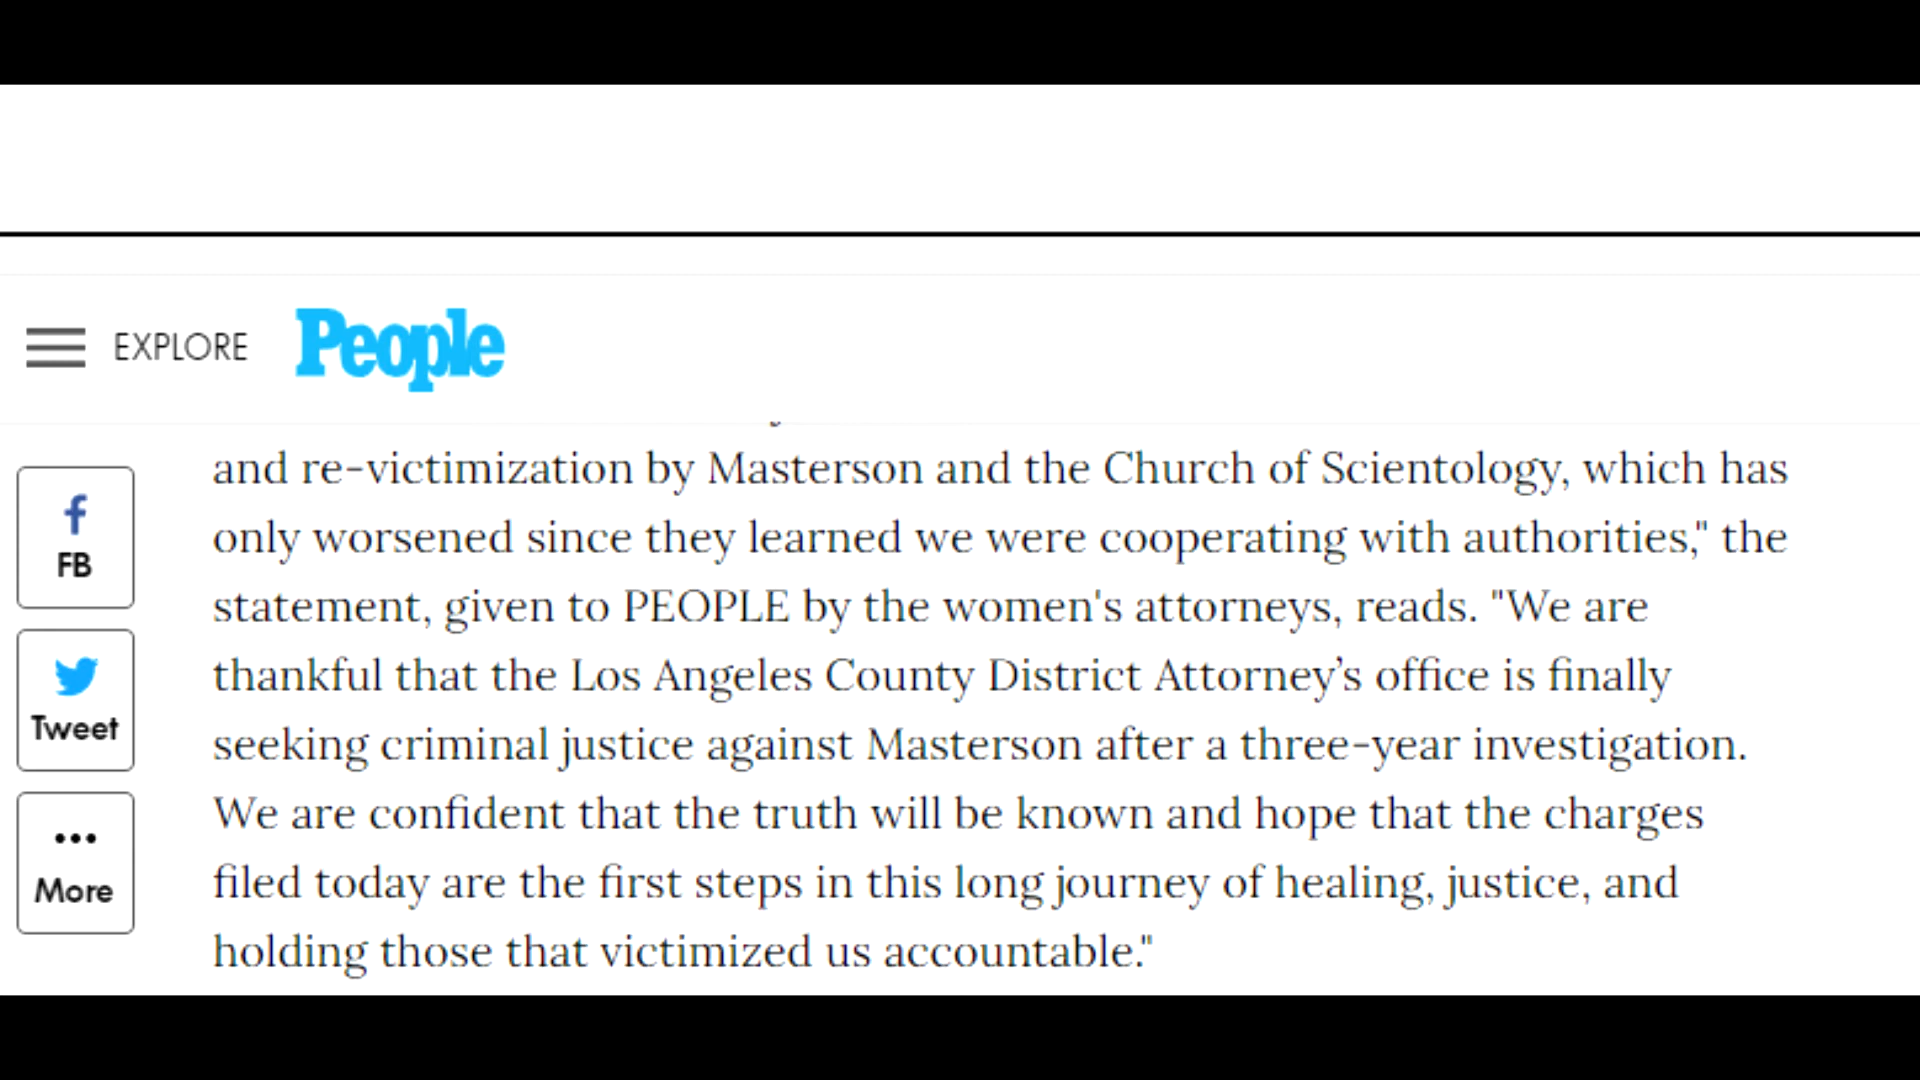 EXPLORE People
and re-victimization by Masterson and the Church of Scientology, which has
only worsened since they learned we were cooperating with authorities," the
statement, given to PEOPLE by the women's attorneys, reads. "We are
thankful that the Los Angeles County District Attorney’s office is finally
seeking criminal justice against Masterson after a three-year investigation.
We are confident that the truth will be known and hope that the charges
filed today are the first steps in this long journey of healing, justice, and
holding those that victimized us accountable."
FB
Tweet
More